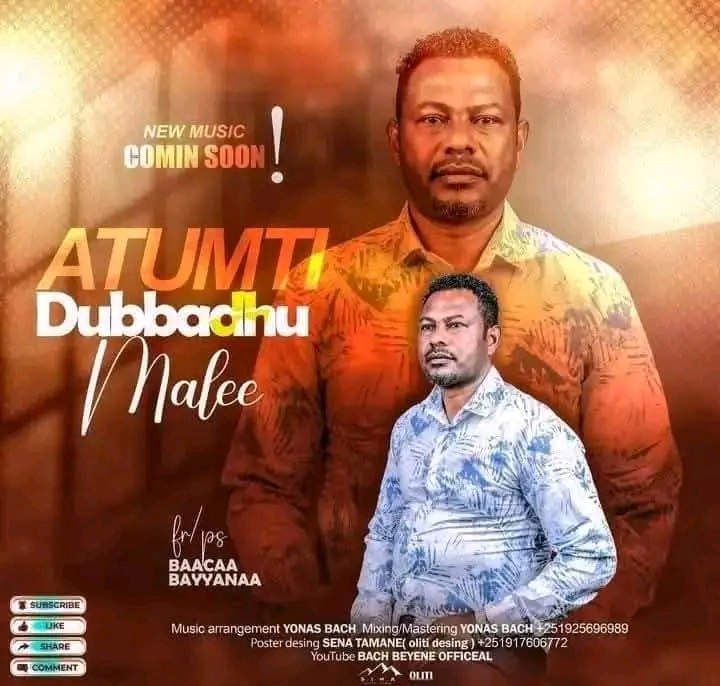 NEW MUSIC
COMIN SOON !
ATUMTI
Dubbadhu
Malee
fr/ps
BAACAA
BAYYANAA
SUBSCRIBE
LIKE
SHARE
COMMENT
Music arrangement YONAS BACH Mixing/Mastering YONAS BACH +251925696989
Poster desing SENA TAMANE( oliti desing ) +251917606772
YouTube BACH BEYENE OFFICEAL
OLITI